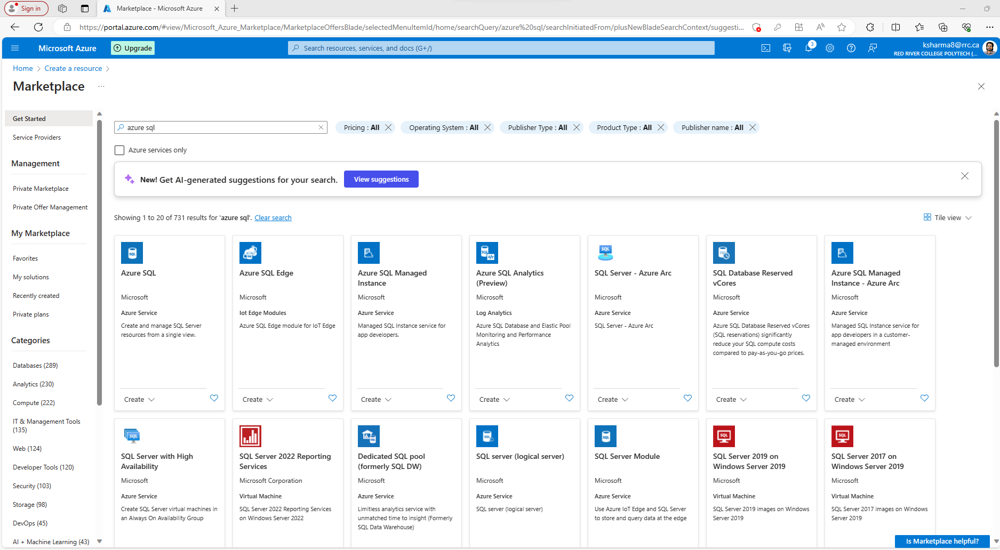 Sign in
Marketplace - Microsoft Azure
https://portal.azure.com/#view/Microsoft_Azure_Marketplace/MarketplaceOffersBlade/selectedMenuItemId/home/searchQuery/azure%20sql/searchInitiatedFrom/plusNewBladeSearchContext/suggesti...
Microsoft Azure
Upgrade
Search resources, services, and docs (G+/)
3
ksharma8@rrc.ca
RED RIVER COLLEGE POLYTECH (...
Home > Create a resource >
Marketplace ...
Get Started
Service Providers
Management
Private Marketplace
Private Offer Management
My Marketplace
Favorites
My solutions
Recently created
Private plans
Categories
Databases (289)
Analytics (230)
Compute (222)
IT & Management Tools
(135)
Web (124)
Developer Tools (120)
Security (103)
Storage (98)
DevOps (45)
AI + Machine Learning (43)
azure sql
Pricing : All
Operating System : All
Publisher Type : All
Product Type : All
Publisher name : All
Azure services only
New! Get AI-generated suggestions for your search.
View suggestions
Showing 1 to 20 of 731 results for 'azure sql'. Clear search
Tile view
SQL
Azure SQL
Microsoft
Azure Service
Create and manage SQL Server
resources from a single view.
Create
Azure SQL Edge
Microsoft
Iot Edge Modules
Azure SQL Edge module for IoT Edge
Create
Azure SQL Managed
Instance
Microsoft
Azure Service
Managed SQL Instance service for
app developers.
Create
SQL
Azure SQL Analytics
(Preview)
Microsoft
Log Analytics
Azure SQL Database and Elastic Pool
Monitoring and Performance
Analytics
Create
SQL
SQL Server - Azure Arc
Microsoft
Azure Service
SQL Server - Azure Arc
Create
SQL
SQL Database Reserved
vCores
Microsoft
Azure Service
Azure SQL Database Reserved vCores
(SQL reservations) significantly
reduce your SQL compute costs
compared to pay-as-you-go prices.
Create
Azure SQL Managed
Instance - Azure Arc
Microsoft
Azure Service
Managed SQL Instance service for
app developers in a customer-
managed environment
Create
SQL
SQL Server with High
Availability
Microsoft
Azure Service
Create SQL Server virtual machines in
an Always On Availability Group
SQL Server 2022 Reporting
Services
Microsoft Corporation
Virtual Machine
SQL Server 2022 Reporting Services
on Windows Server 2022
SQL
Dedicated SQL pool
(formerly SQL DW)
Microsoft
Azure Service
Limitless analytics service with
unmatched time to insight (Formerly
SQL Data Warehouse)
SQL
SQL server (logical server)
Microsoft
Azure Service
SQL server (logical server)
SQL
SQL Server Module
Microsoft
Azure Service
Use Azure IoT Edge and SQL Server
to store and query data at the edge
SQL
SQL Server 2019 on
Windows Server 2019
Microsoft
Virtual Machine
SQL Server 2019 images on Windows
Server 2019
SQL
SQL Server 2017 on
Windows Server 2019
Microsoft
Virtual Machine
SQL Server 2017 images on Windows
Server 2019
Is Marketplace helpful?